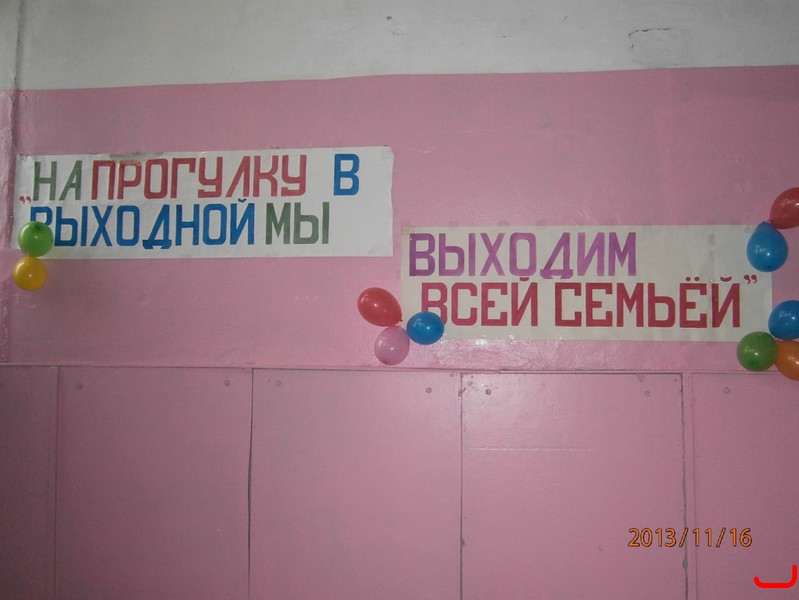 „НА ПРОГУЛКУ В
ВЫХОДНОЙ МЫ
ВЫХОДИМ
ВСЕЙ СЕМЬЁЙ”
2013/11/16